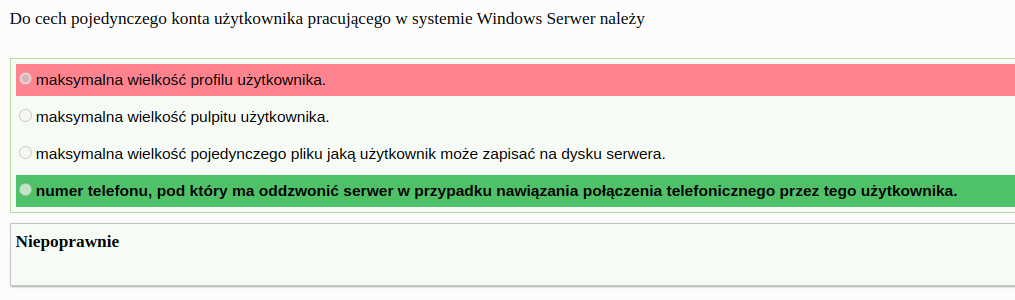 Do cech pojedynczego konta użytkownika pracującego w systemie Windows Serwer należy
maksymalna wielkość profilu użytkownika.
maksymalna wielkość pulpitu użytkownika.
maksymalna wielkość pojedynczego pliku jaką użytkownik może zapisać na dysku serwera.
numer telefonu, pod który ma oddzwonić serwer w przypadku nawiązania połączenia telefonicznego przez tego użytkownika.
Niepoprawnie